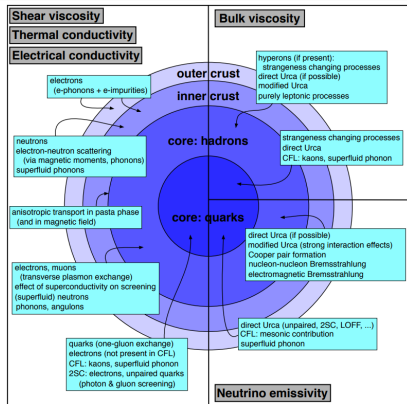 Shear viscosity
Thermal conductivity
Electrical conductivity
Bulk viscosity
electrons
(e-phonons + e-impurities)
hyperons (if present):
strangeness changing processes
direct Urca (if possible)
modified Urca
purely leptonic processes
outer crust
inner crust
neutrons
electron-neutron scattering
(via magnetic moments, phonons)
superfluid phonons
core: hadrons
strangeness changing processes
direct Urca
CFL: kaons, superfluid phonon
anisotropic transport in pasta phase
(and in magnetic field)
core: quarks
direct Urca (if possible)
modified Urca (strong interaction effects)
Cooper pair formation
nucleon-nucleon Bremsstrahlung
electromagnetic Bremsstrahlung
electrons, muons
(transverse plasmon exchange)
effect of superconductivity on screening
(superfluid) neutrons
phonons, angulons
direct Urca (unpaired, 2SC, LOFF, ...)
CFL: mesonic contribution
superfluid phonon
quarks (one-gluon exchange)
electrons (not present in CFL)
CFL: kaons, superfluid phonon
2SC: electrons, unpaired quarks
(photon & gluon screening)
Neutrino emissivity